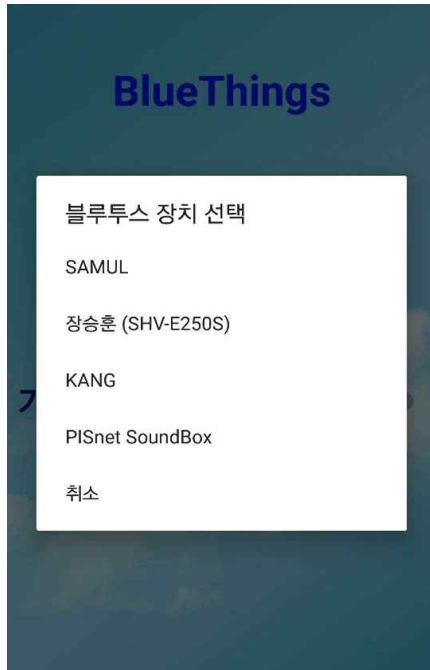 BlueThings
블루투스 장치 선택
SAMUL
장승훈 (SHV-E250S)
KANG
PISnet SoundBox
취소